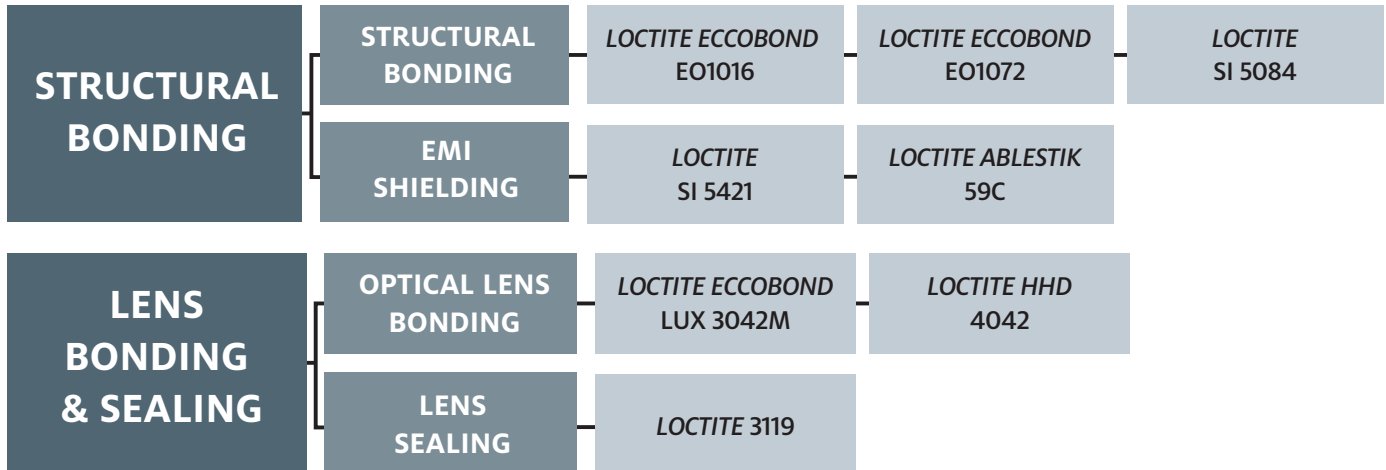 STRUCTURAL
BONDING
STRUCTURAL
BONDING
LOCTITE ECCOBOND
EO1016
LOCTITE ECCOBOND
EO1072
LOCTITE
SI 5084
EMI
SHIELDING
LOCTITE
SI 5421
LOCTITE ABLESTIK
59C
LENS
BONDING
& SEALING
OPTICAL LENS
BONDING
LOCTITE ECCOBOND
LUX 3042M
LOCTITE HHD
4042
LENS
SEALING
LOCTITE 3119